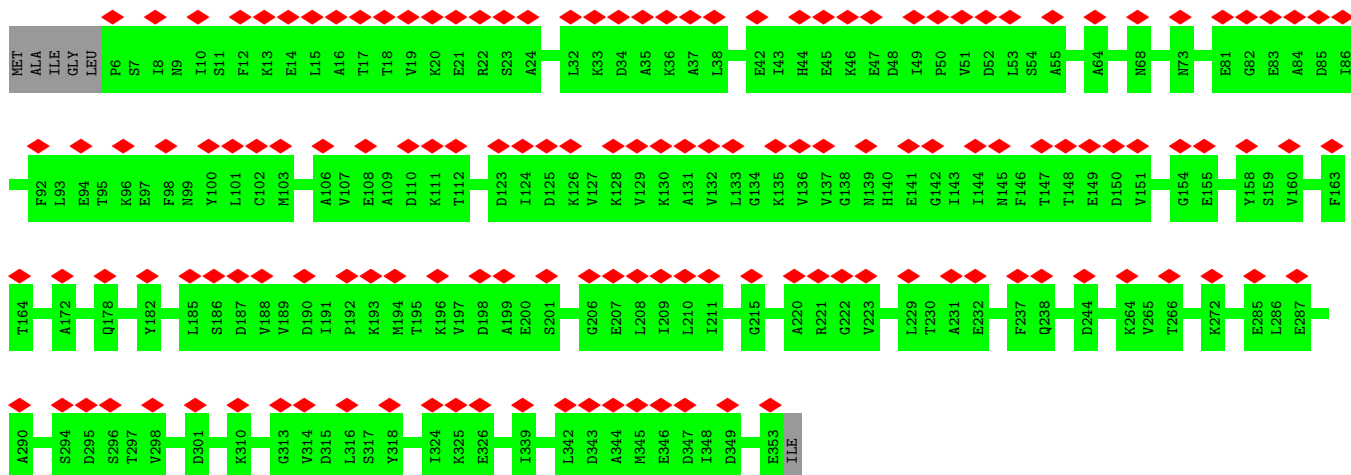 MET ALA ILE GLY LEU P6 S7 I8 N9 I10 S11 F12 K13 E14 L15 A16 T17 T18 V19 K20 E21 R22 S23 A24 L32 K33 D34 A35 K36 A37 L38 E42 I43 H44 E45 K46 E47 D48 I49 P50 V51 D52 L53 S54 A55 A64 N68 N73 E81 G82 E83 A84 D85 I86
F92 L93 E94 T95 K96 E97 F98 N99 Y100 L101 C102 M103 A106 V107 E108 A109 D110 K111 T112 D123 I124 D125 K126 V127 K128 V129 K130 A131 V132 L133 G134 K135 V136 V137 G138 N139 H140 E141 G142 I143 I144 N145 F146 T147 T148 E149 D150 V151 G154 E155 Y158 S159 V160 F163
T164 A172 Q178 Y182 L185 S186 D187 V188 V189 D190 I191 P192 K193 M194 T195 K196 V197 D198 A199 E200 S201 G206 E207 L208 I209 L210 I211 G215 A220 R221 G222 V223 L229 T230 A231 E232 F237 Q238 D244 K264 V265 T266 K272 E285 L286 E287
A290 S294 D295 S296 T297 V298 D301 K310 G313 V314 D315 L316 S317 Y318 I324 K325 E326 I339 L342 D343 A344 M345 E346 D347 I348 D349 E353 ILE